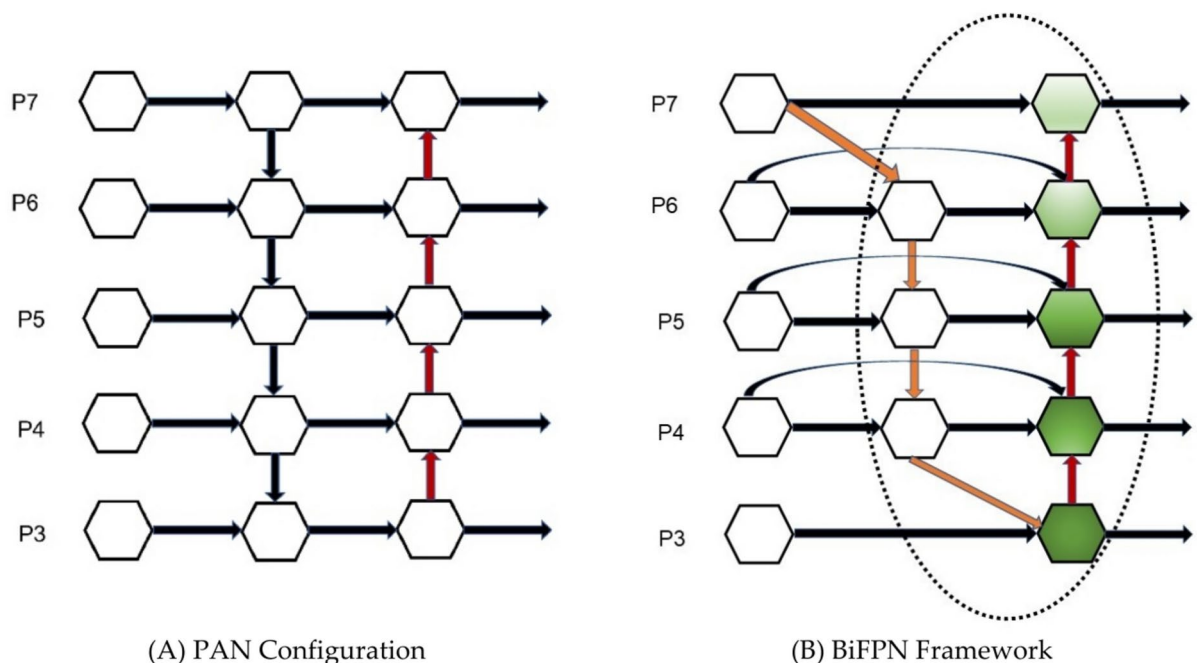 P7
P6
P5
P4
P3
(A) PAN Configuration
P7
P6
P5
P4
P3
(B) BiFPN Framework